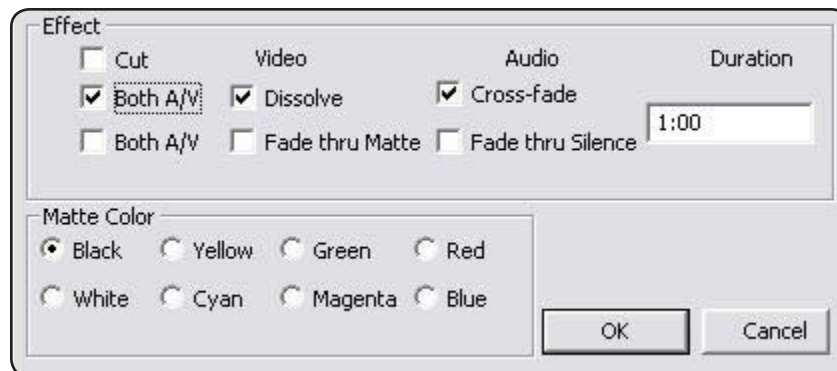 Effect
Cut Video Audio Duration
Both A/V Dissolve Cross-fade
1:00
Both A/V Fade thru Matte Fade thru Silence
Matte Color
Black Yellow Green Red
White Cyan Magenta Blue
OK Cancel